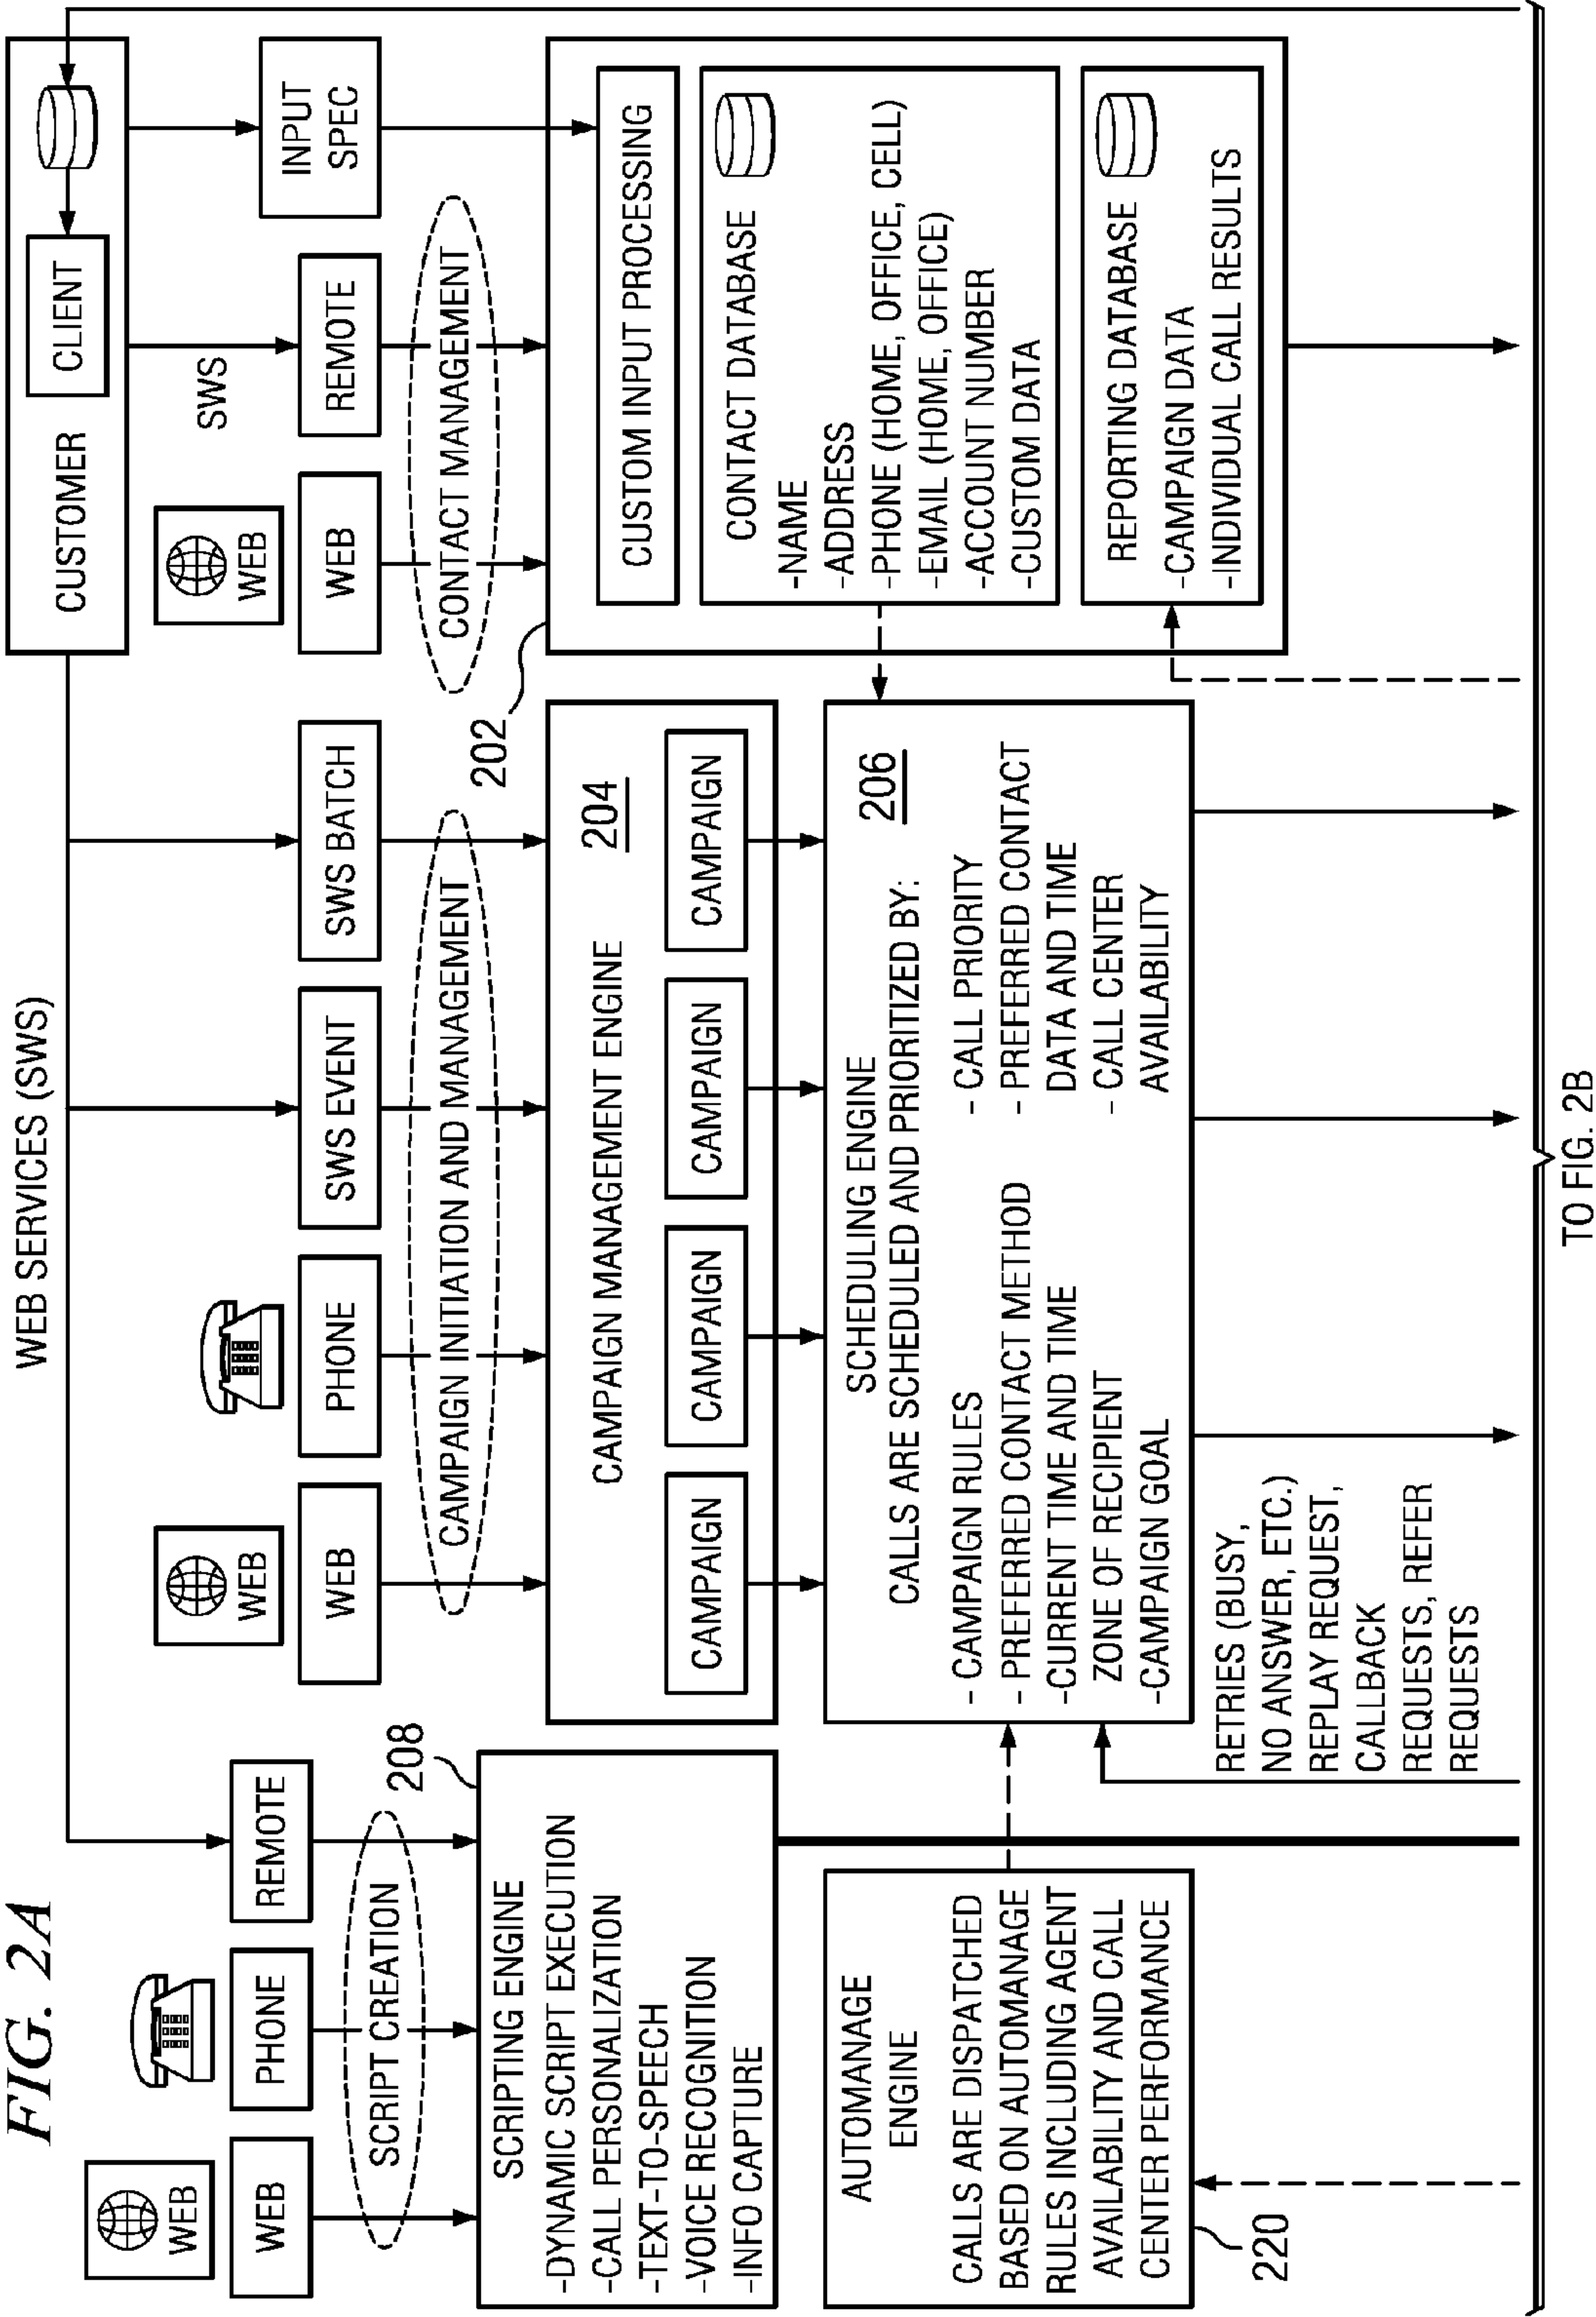 FIG. 2A
WEB SERVICES (SWS)
CUSTOMER
CLIENT
WEB
WEB
PHONE
REMOTE
SCRIPT CREATION
208
SCRIPTING ENGINE
-DYNAMIC SCRIPT EXECUTION
-CALL PERSONALIZATION
-TEXT-TO-SPEECH
-VOICE RECOGNITION
-INFO CAPTURE
WEB
WEB
PHONE
SWS EVENT
SWS BATCH
CAMPAIGN INITIATION AND MANAGEMENT
CAMPAIGN MANAGEMENT ENGINE
204
CAMPAIGN
CAMPAIGN
CAMPAIGN
CAMPAIGN
WEB
WEB
SWS
REMOTE
INPUT
SPEC
CONTACT MANAGEMENT
202
CUSTOM INPUT PROCESSING
CONTACT DATABASE
-NAME
-ADDRESS
-PHONE (HOME, OFFICE, CELL)
-EMAIL (HOME, OFFICE)
-ACCOUNT NUMBER
-CUSTOM DATA
REPORTING DATABASE
-CAMPAIGN DATA
-INDIVIDUAL CALL RESULTS
AUTOMANAGE
ENGINE
CALLS ARE DISPATCHED
BASED ON AUTOMANAGE
RULES INCLUDING AGENT
AVAILABILITY AND CALL
CENTER PERFORMANCE
220
SCHEDULING ENGINE
206
CALLS ARE SCHEDULED AND PRIORITIZED BY:
- CAMPAIGN RULES
- PREFERRED CONTACT METHOD
-CURRENT TIME AND TIME
ZONE OF RECIPIENT
-CAMPAIGN GOAL
- CALL PRIORITY
- PREFERRED CONTACT
DATA AND TIME
- CALL CENTER
AVAILABILITY
RETRIES (BUSY,
NO ANSWER, ETC.)
REPLAY REQUEST,
CALLBACK
REQUESTS, REFER
REQUESTS
TO FIG. 2B